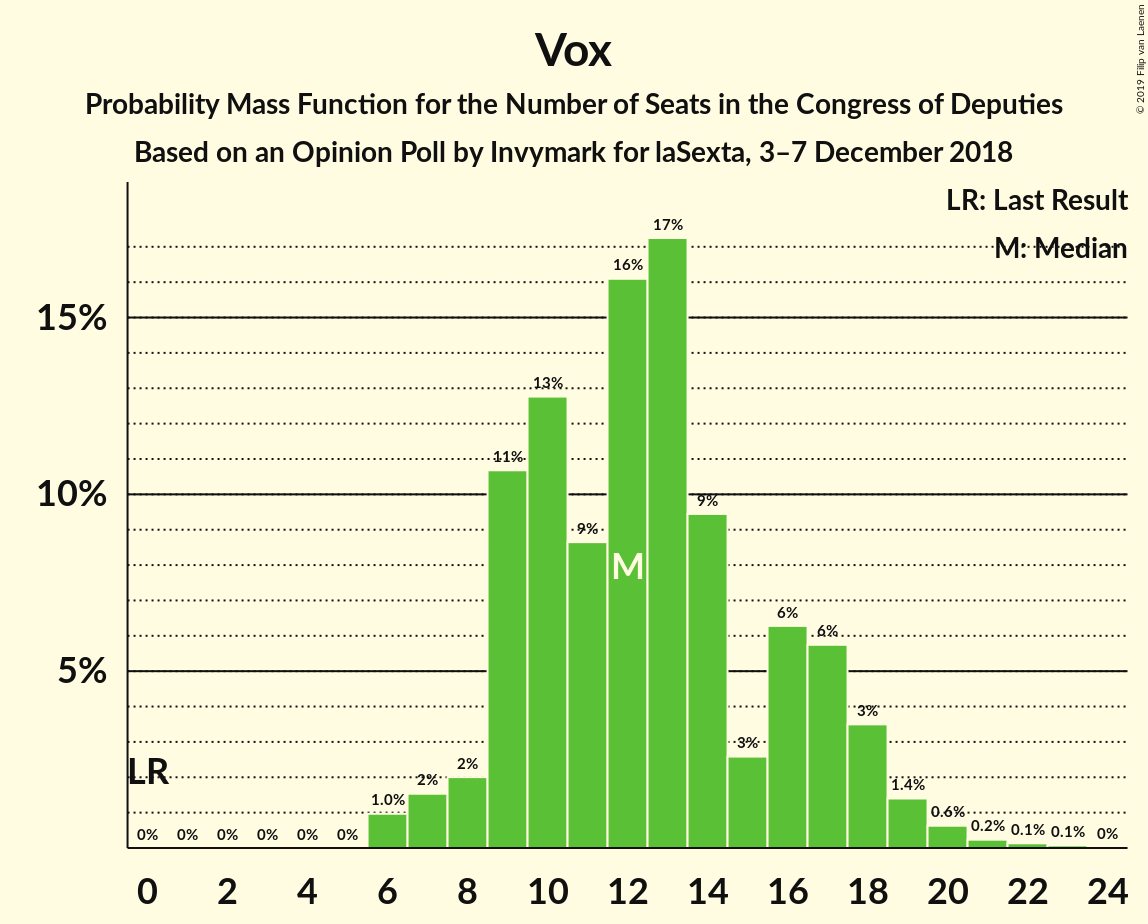 Vox
Probability Mass Function for the Number of Seats in the Congress of Deputies
Based on an Opinion Poll by Invymark for laSexta, 3–7 December 2018
© 2019 Filip van Laenen
LR: Last Result
M: Median
17%
16%
15%
13%
11%
10%
9%
9%
M
6%
6%
5%
3%
3%
LR
2%
2%
1.4%
1.0%
0.6%
0% 0% 0% 0% 0% 0% 0.2% 0.1% 0.1% 0%
0 2 4 6 8 10 12 14 16 18 20 22 24